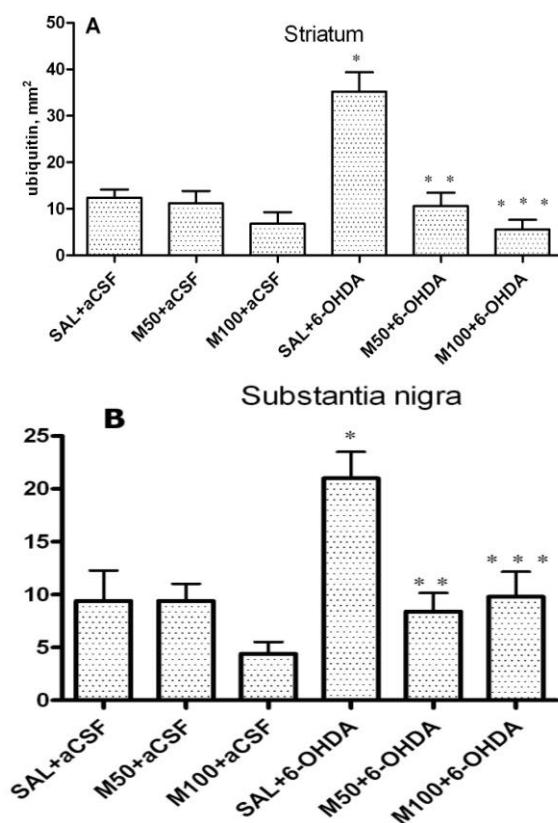 A
Striatum
ubiquitin, mm²
50
40
30
20
10
0
*
* *
* * *
SAL+aCSF
M50+aCSF
M100+aCSF
SAL+6-OHDA
M50+6-OHDA
M100+6-OHDA
Substantia nigra
B
25
20
15
10
5
0
*
* *
* * *
SAL+aCSF
M50+aCSF
M100+aCSF
SAL+6-OHDA
M50+6-OHDA
M100+6-OHDA